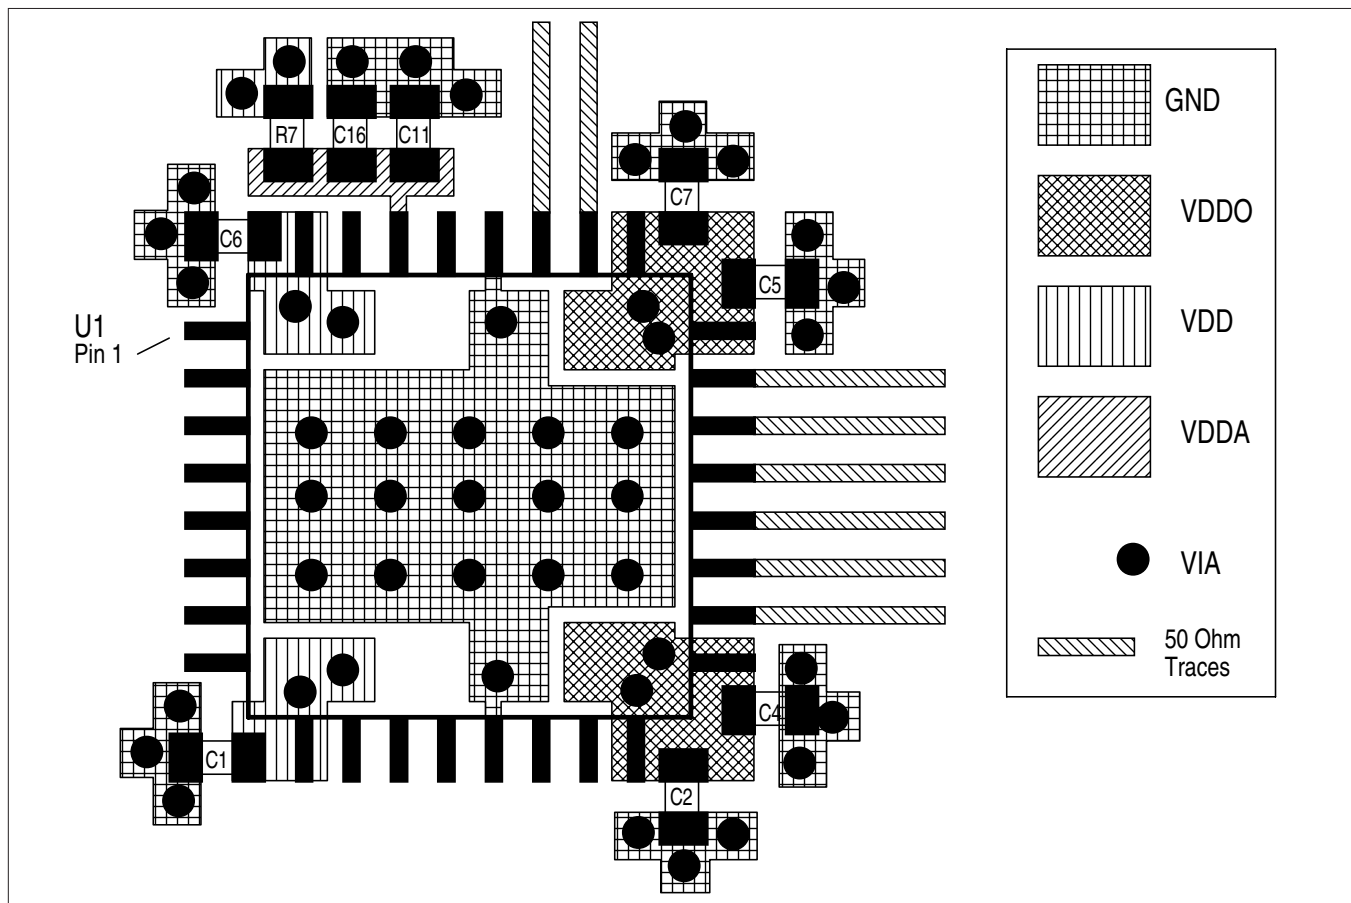 R7
C16
C11
C7
C6
C5
U1
Pin 1
C4
C1
C2
GND
VDDO
VDD
VDDA
VIA
50 Ohm
Traces